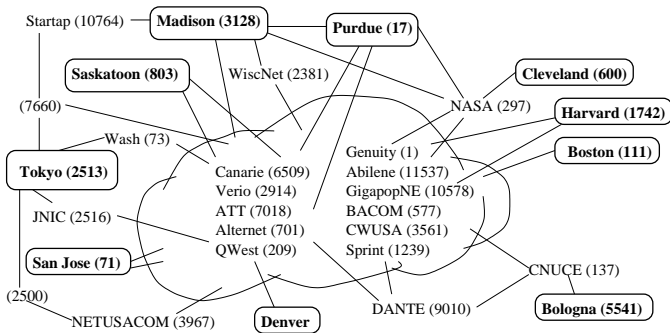 Startap (10764)
Madison (3128)
Purdue (17)
Saskatoon (803)
WiscNet (2381)
Cleveland (600)
(7660)
NASA (297)
Harvard (1742)
Wash (73)
Genuity (1)
Boston (111)
Tokyo (2513)
Canarie (6509)
Abilene (11537)
Verio (2914)
GigapopNE (10578)
JNIC (2516)
ATT (7018)
BACOM (577)
Alternet (701)
CWUSA (3561)
San Jose (71)
QWest (209)
Sprint (1239)
CNUCE (137)
(2500)
NETUSACOM (3967)
Denver
DANTE (9010)
Bologna (5541)